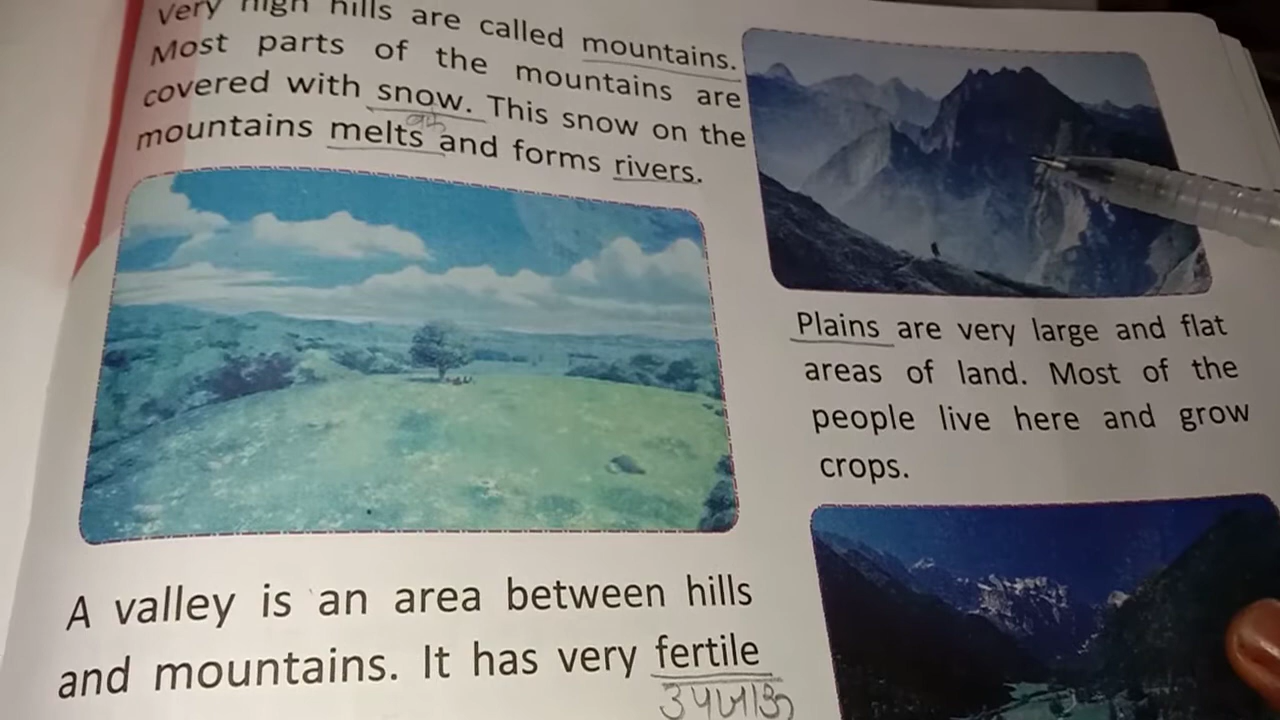 Very high hills are called mountains.
Most parts of the mountains are
covered with snow. This snow on the
mountains melts and forms rivers.
Plains are very large and flat
areas of land. Most of the
people live here and grow
crops.
A valley is an area between hills
and mountains. It has very fertile
उपजाऊ